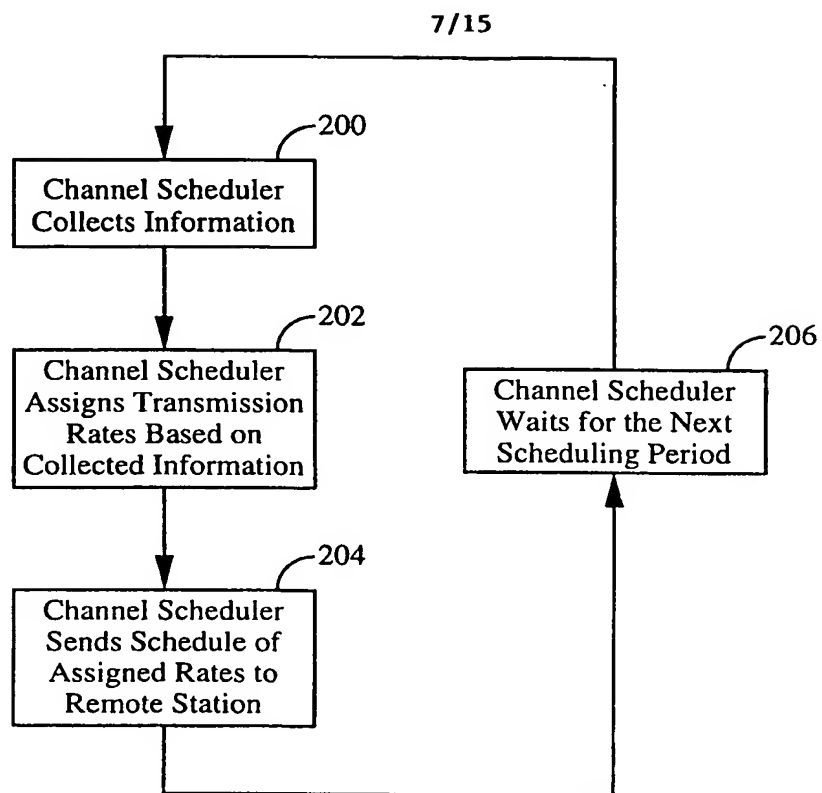 7/15
200
Channel Scheduler
Collects Information
202
Channel Scheduler
Assigns Transmission
Rates Based on
Collected Information
204
Channel Scheduler
Sends Schedule of
Assigned Rates to
Remote Station
206
Channel Scheduler
Waits for the Next
Scheduling Period